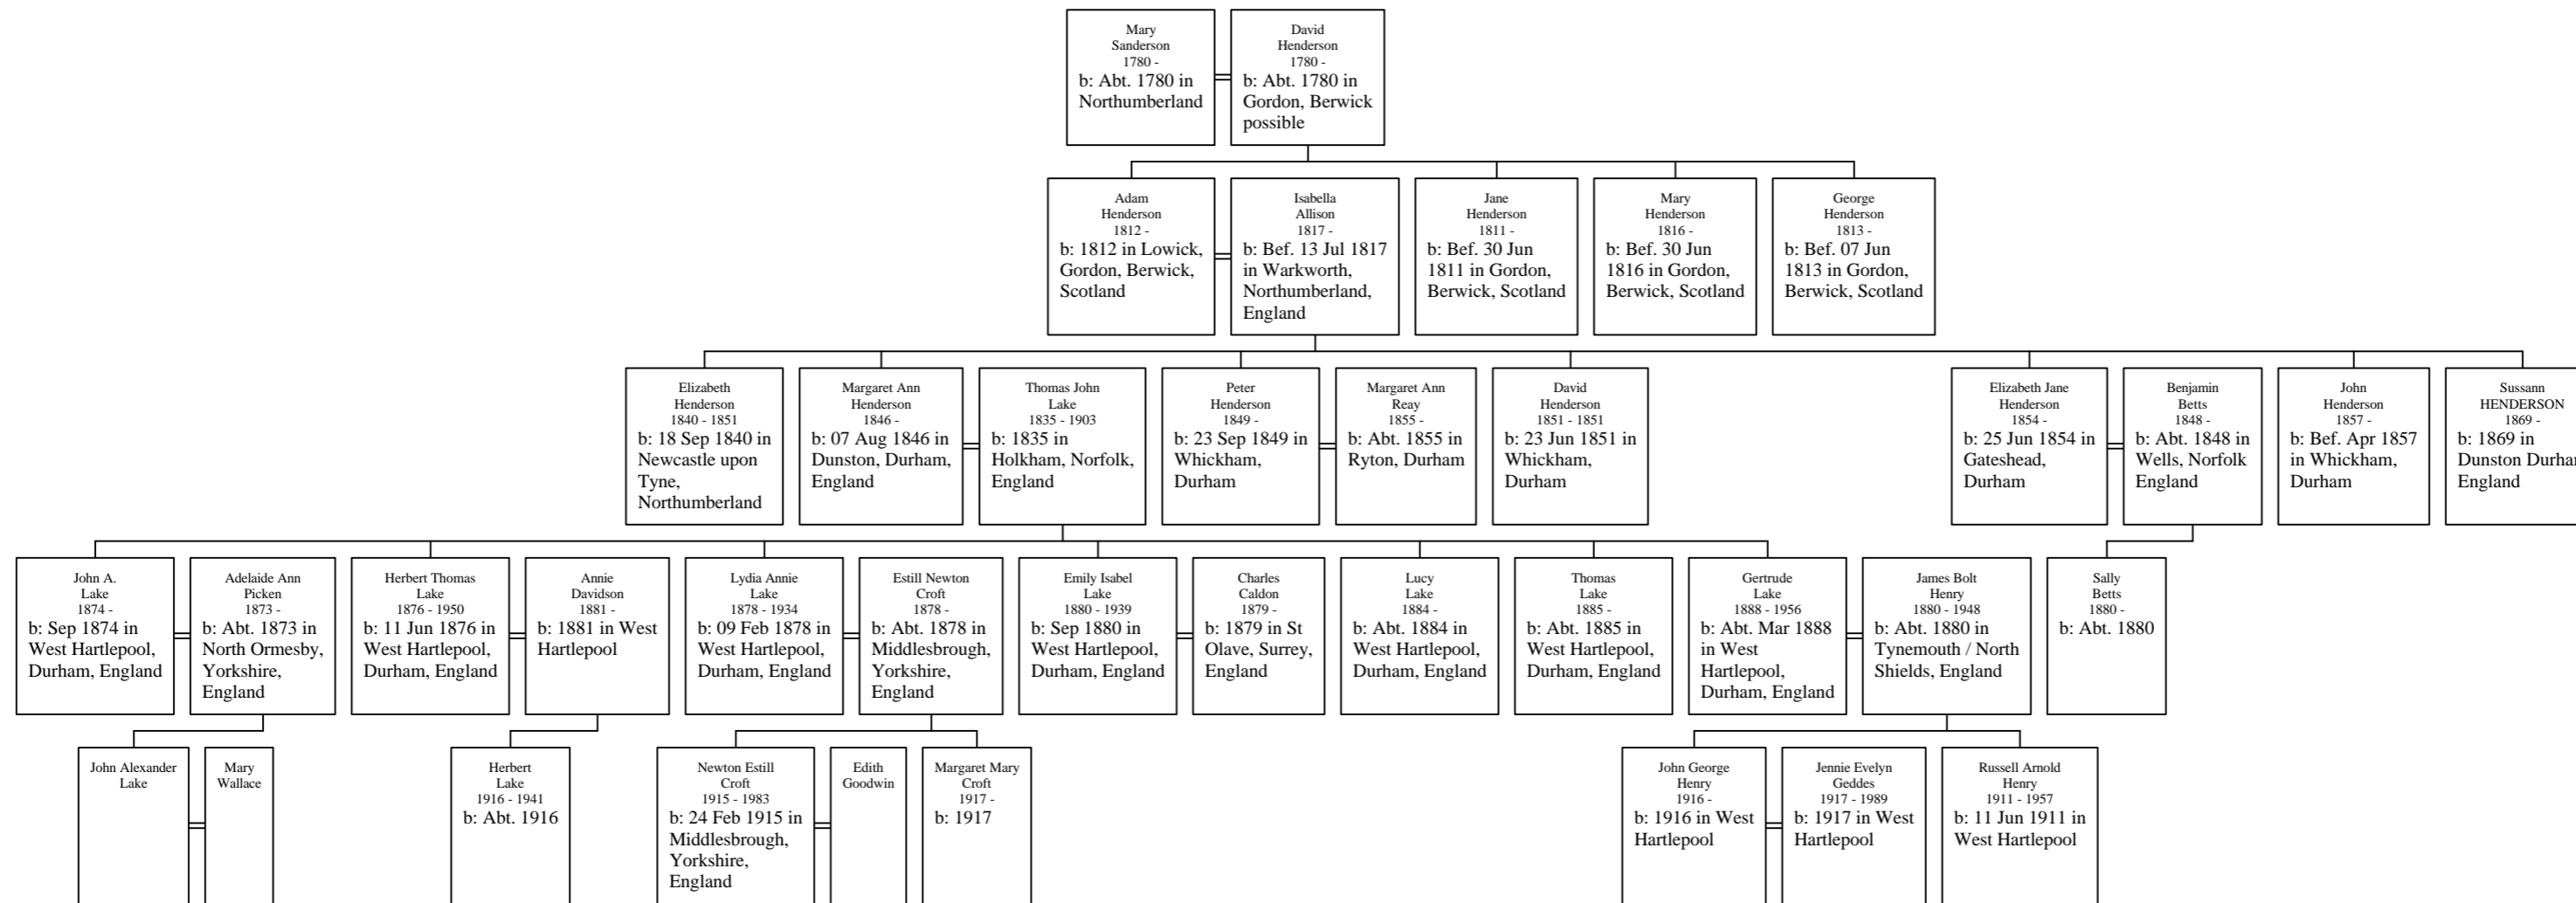 Mary
Sanderson
1780 -
b: Abt. 1780 in
Northumberland
David
Henderson
1780 -
b: Abt. 1780 in
Gordon, Berwick
possible
Adam
Henderson
1812 -
b: 1812 in Lowick,
Gordon, Berwick,
Scotland
Isabella
Allison
1817 -
b: Bef. 13 Jul 1817
in Warkworth,
Northumberland,
England
Jane
Henderson
1811 -
b: Bef. 30 Jun
1811 in Gordon,
Berwick, Scotland
Mary
Henderson
1816 -
b: Bef. 30 Jun
1816 in Gordon,
Berwick, Scotland
George
Henderson
1813 -
b: Bef. 07 Jun
1813 in Gordon,
Berwick, Scotland
Elizabeth
Henderson
1840 - 1851
b: 18 Sep 1840 in
Newcastle upon
Tyne,
Northumberland
Margaret Ann
Henderson
1846 -
b: 07 Aug 1846 in
Dunston, Durham,
England
Thomas John
Lake
1835 - 1903
b: 1835 in
Holkham, Norfolk,
England
Peter
Henderson
1849 -
b: 23 Sep 1849 in
Whickham,
Durham
Margaret Ann
Reay
1855 -
b: Abt. 1855 in
Ryton, Durham
David
Henderson
1851 - 1851
b: 23 Jun 1851 in
Whickham,
Durham
Elizabeth Jane
Henderson
1854 -
b: 25 Jun 1854 in
Gateshead,
Durham
Benjamin
Betts
1848 -
b: Abt. 1848 in
Wells, Norfolk
England
John
Henderson
1857 -
b: Bef. Apr 1857
in Whickham,
Durham
Sussann
HENDERSON
1869 -
b: 1869 in
Dunston
England
John A.
Lake
1874 -
b: Sep 1874 in
West Hartlepool,
Durham, England
Adelaide Ann
Picken
1873 -
b: Abt. 1873 in
North Ormesby,
Yorkshire,
England
Herbert Thomas
Lake
1876 - 1950
b: 11 Jun 1876 in
West Hartlepool,
Durham, England
Annie
Davidson
1881 -
b: 1881 in West
Hartlepool
Lydia Annie
Lake
1878 - 1934
b: 09 Feb 1878 in
West Hartlepool,
Durham, England
Estill Newton
Croft
1878 -
b: Abt. 1878 in
Middlesbrough,
Yorkshire,
England
Emily Isabel
Lake
1880 - 1939
b: Sep 1880 in
West Hartlepool,
Durham, England
Charles
Caldon
1879 -
b: 1879 in St
Olave, Surrey,
England
Lucy
Lake
1884 -
b: Abt. 1884 in
West Hartlepool,
Durham, England
Thomas
Lake
1885 -
b: Abt. 1885 in
West Hartlepool,
Durham, England
Gertrude
Lake
1888 - 1956
b: Abt. Mar 1888
in West
Hartlepool,
Durham, England
James Bolt
Henry
1880 - 1948
b: Abt. 1880 in
Tynemouth / North
Shields, England
Sally
Betts
1880 -
b: Abt. 1880
John Alexander
Lake
Mary
Wallace
Herbert
Lake
1916 - 1941
b: Abt. 1916
Newton Estill
Croft
1915 - 1983
b: 24 Feb 1915 in
Middlesbrough,
Yorkshire,
England
Edith
Goodwin
Margaret Mary
Croft
1917 -
b: 1917
John George
Henry
1916 -
b: 1916 in West
Hartlepool
Jennie Evelyn
Geddes
1917 - 1989
b: 1917 in West
Hartlepool
Russell Arnold
Henry
1911 - 1957
b: 11 Jun 1911 in
West Hartlepool